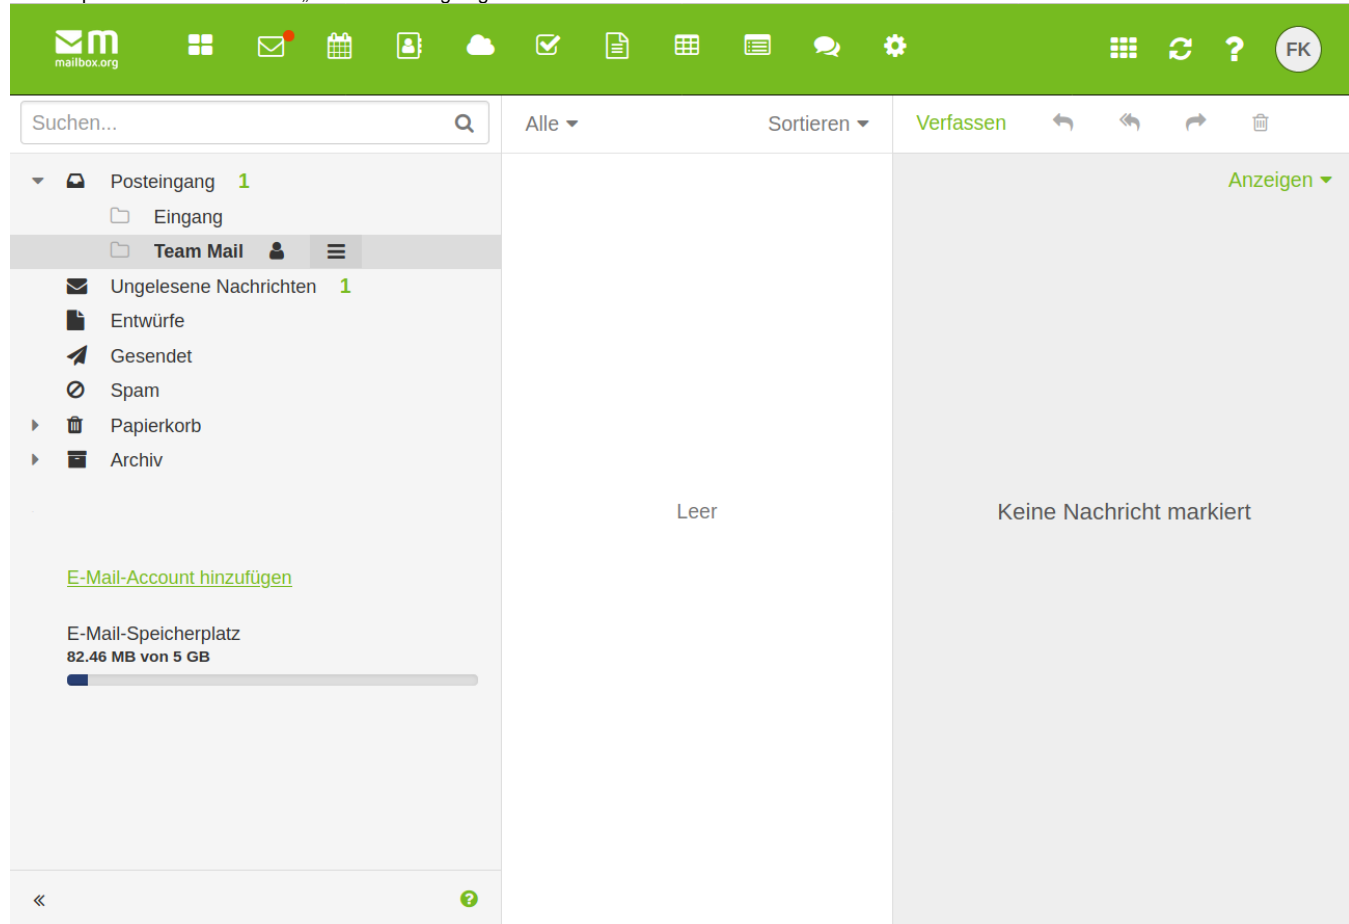 mailbox.org
FK
Suchen...
Alle
Sortieren
Verfassen
Anzeigen
Posteingang 1
Eingang
Team Mail
Ungelesene Nachrichten 1
Entwürfe
Gesendet
Spam
Papierkorb
Archiv
Leer
Keine Nachricht markiert
E-Mail-Account hinzufügen
E-Mail-Speicherplatz
82.46 MB von 5 GB